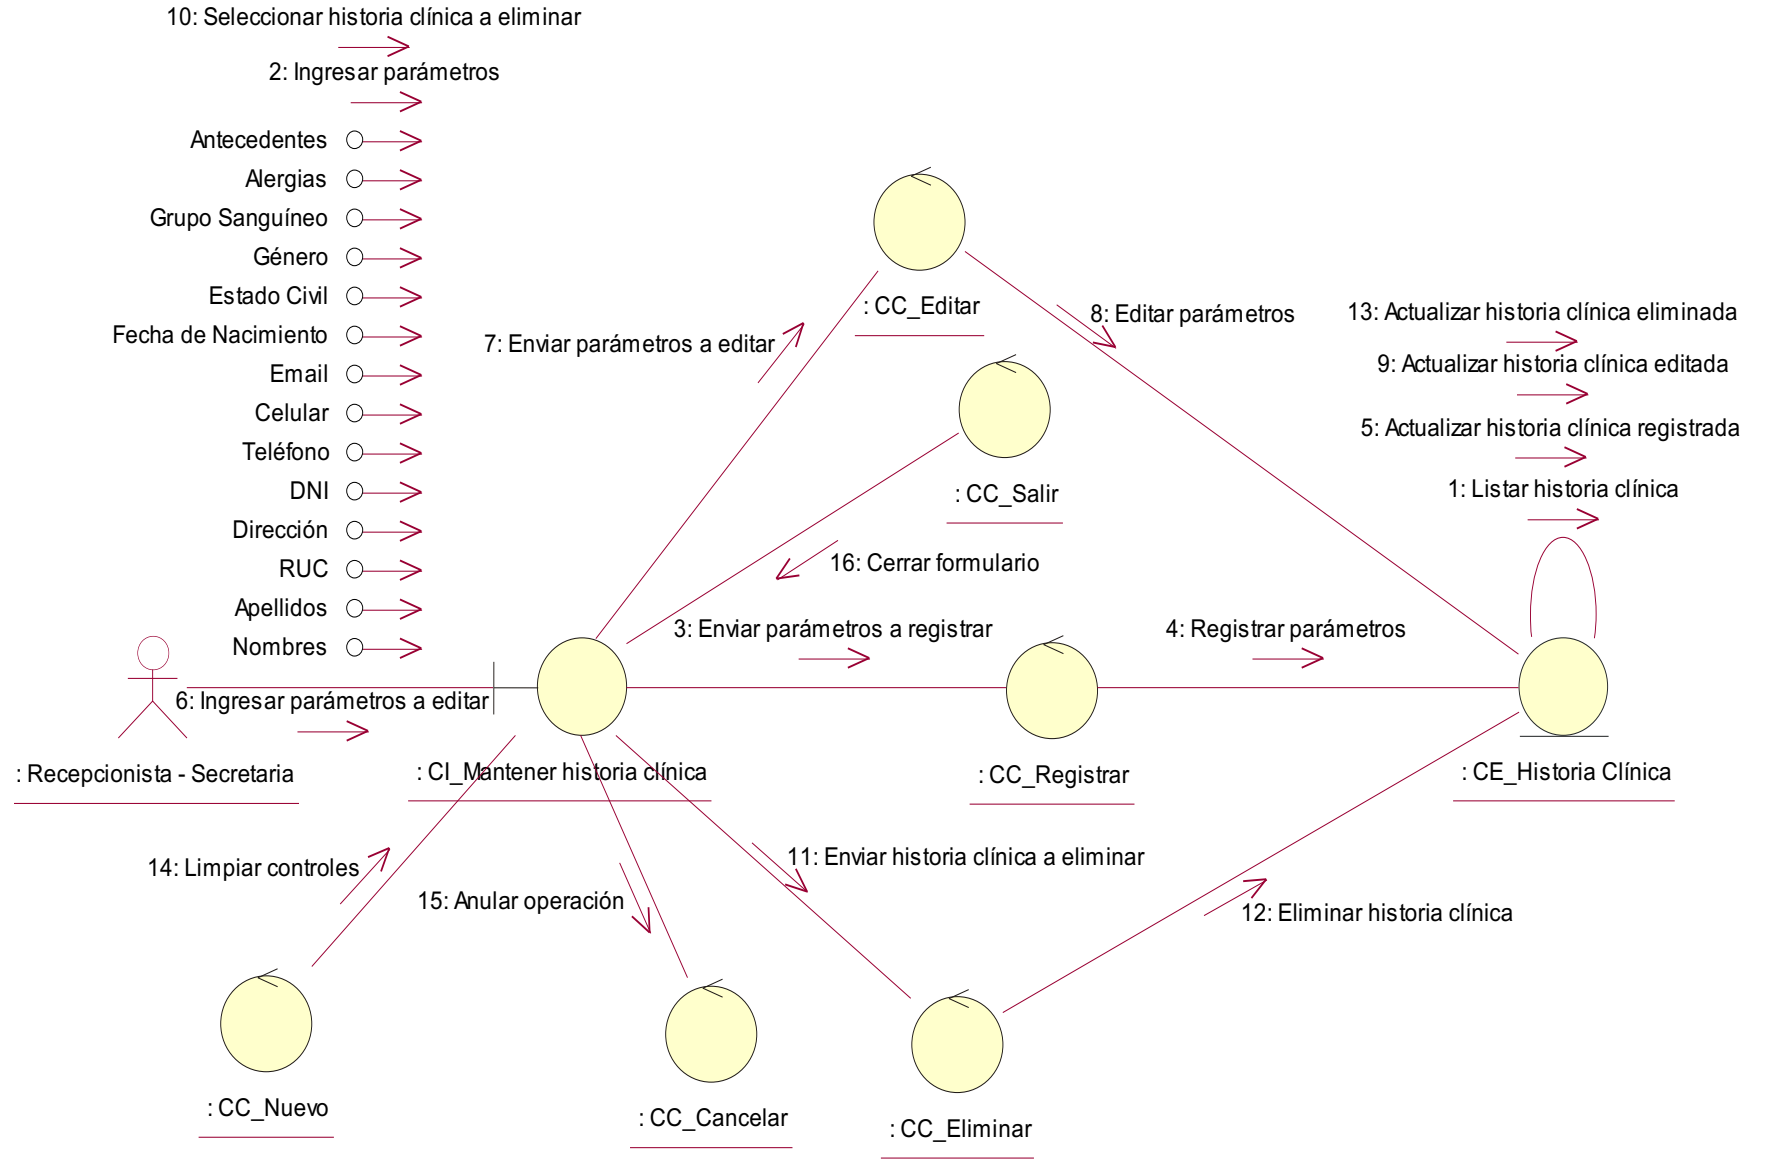 10: Seleccionar historia clínica a eliminar
2: Ingresar parámetros
Antecedentes
Alergias
Grupo Sanguíneo
Género
Estado Civil
Fecha de Nacimiento
Email
Celular
Teléfono
DNI
Dirección
RUC
Apellidos
Nombres
6: Ingresar parámetros a editar
: Recepcionista - Secretaria
: CI_Mantener historia clínica
7: Enviar parámetros a editar
: CC_Editar
8: Editar parámetros
: CC_Salir
16: Cerrar formulario
3: Enviar parámetros a registrar
4: Registrar parámetros
: CC_Registrar
13: Actualizar historia clínica eliminada
9: Actualizar historia clínica editada
5: Actualizar historia clínica registrada
1: Listar historia clínica
: CE_Historia Clínica
14: Limpiar controles
15: Anular operación
11: Enviar historia clínica a eliminar
12: Eliminar historia clínica
: CC_Nuevo
: CC_Cancelar
: CC_Eliminar